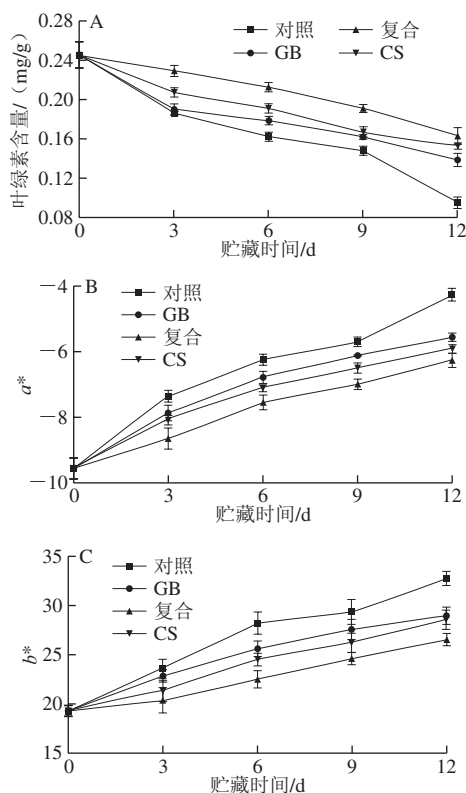 A
■ 对照 ▲ 复合
● GB ▼ CS
叶绿素含量/（mg/g）
0.28
0.24
0.20
0.16
0.12
0.08
0 3 6 9 12
贮藏时间/d
B
■ 对照
● GB
▲ 复合
▼ CS
a*
−4
−6
−8
−10
0 3 6 9 12
贮藏时间/d
C
■ 对照
● GB
▲ 复合
▼ CS
b*
35
30
25
20
15
0 3 6 9 12
贮藏时间/d